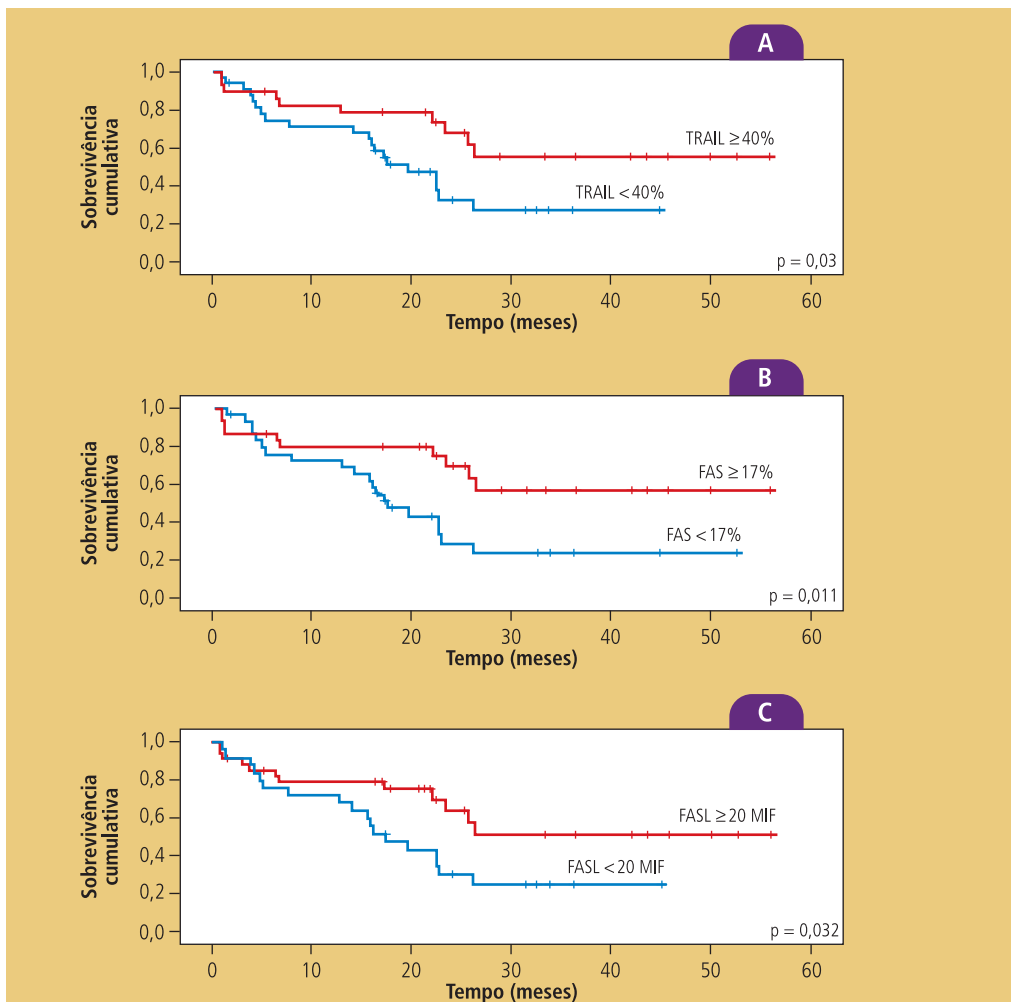 A
Sobrevivência
cumulativa
1,0
0,8
0,6
0,4
0,2
0,0
TRAIL ≥ 40%
TRAIL < 40%
p = 0,03
0 10 20 30 40 50 60
Tempo (meses)
B
Sobrevivência
cumulativa
1,0
0,8
0,6
0,4
0,2
0,0
FAS ≥ 17%
FAS < 17%
p = 0,011
0 10 20 30 40 50 60
Tempo (meses)
C
Sobrevivência
cumulativa
1,0
0,8
0,6
0,4
0,2
0,0
FASL ≥ 20 MIF
FASL < 20 MIF
p = 0,032
0 10 20 30 40 50 60
Tempo (meses)